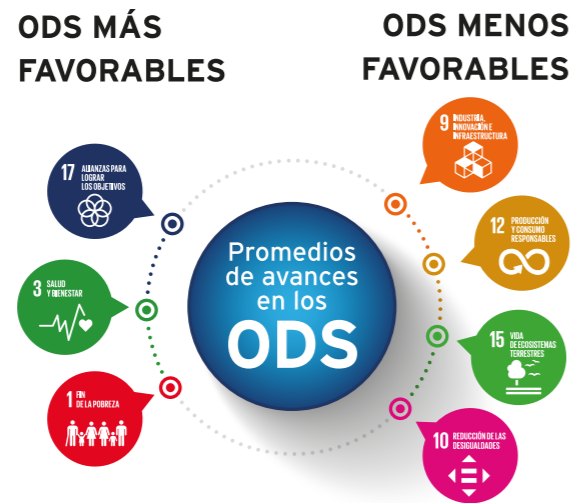 ODS MÁS
FAVORABLES
ODS MENOS
FAVORABLES
17 ALIANZAS PARA
LOGRAR
LOS OBJETIVOS
3 SALUD
Y BIENESTAR
1 FIN
DE LA POBREZA
Promedios
de avances
en los
ODS
9 INDUSTRIA,
INNOVACIÓN E
INFRAESTRUCTURA
12 PRODUCCIÓN
Y CONSUMO
RESPONSABLES
15 VIDA
DE ECOSISTEMAS
TERRESTRES
10 REDUCCIÓN DE LAS
DESIGUALDADES